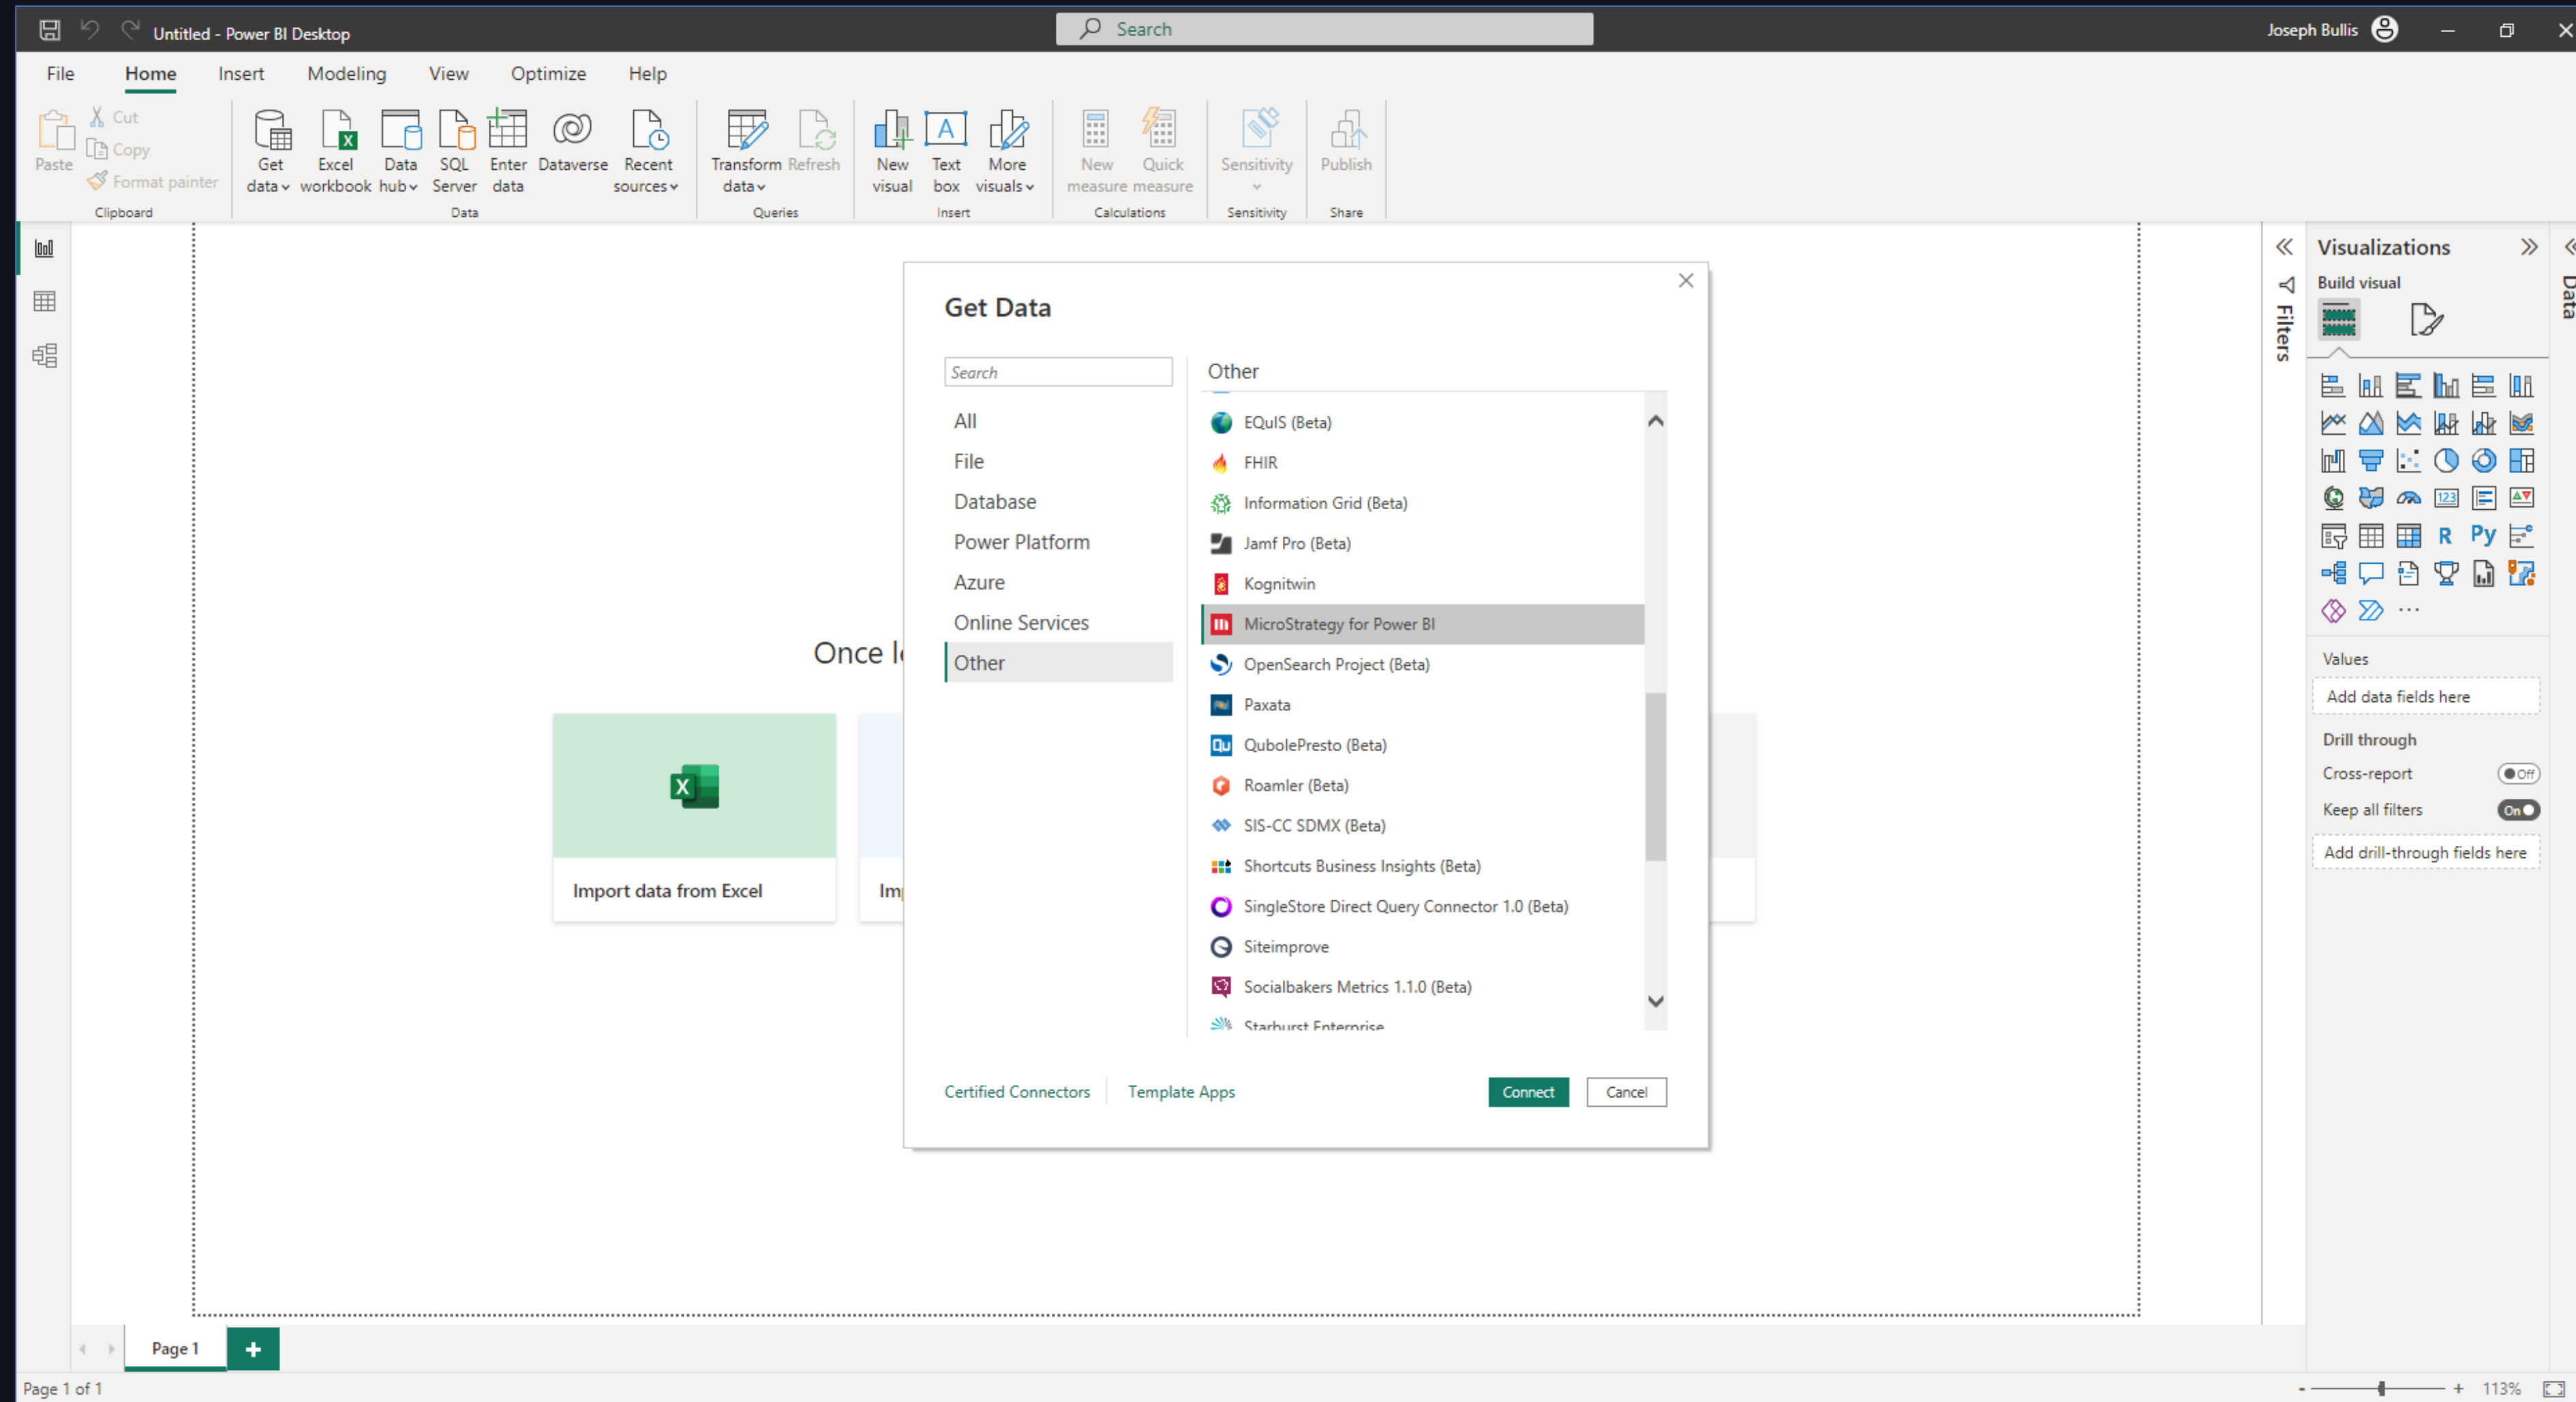 Untitled - Power BI Desktop
Search
Joseph Bullis
File Home Insert Modeling View Optimize Help
Paste
Cut
Copy
Format painter
Clipboard
Get data
Excel workbook
Data hub
SQL Server
Enter data
Dataverse
Recent sources
Data
Transform data
Refresh
Queries
New visual
Text box
More visuals
Insert
New measure
Quick measure
Calculations
Sensitivity
Sensitivity
Publish
Share
Once l
Import data from Excel
Im
Get Data
Search
All
File
Database
Power Platform
Azure
Online Services
Other
Other
EQuIS (Beta)
FHIR
Information Grid (Beta)
Jamf Pro (Beta)
Kognitwin
MicroStrategy for Power BI
OpenSearch Project (Beta)
Paxata
QubolePresto (Beta)
Roamler (Beta)
SIS-CC SDMX (Beta)
Shortcuts Business Insights (Beta)
SingleStore Direct Query Connector 1.0 (Beta)
Siteimprove
Socialbakers Metrics 1.1.0 (Beta)
Starburst Enterprise
Certified Connectors
Template Apps
Connect
Cancel
Filters
Visualizations
Build visual
123
R
Py
Values
Add data fields here
Drill through
Cross-report
Off
Keep all filters
On
Add drill-through fields here
Data
Page 1
Page 1 of 1
- + 113%